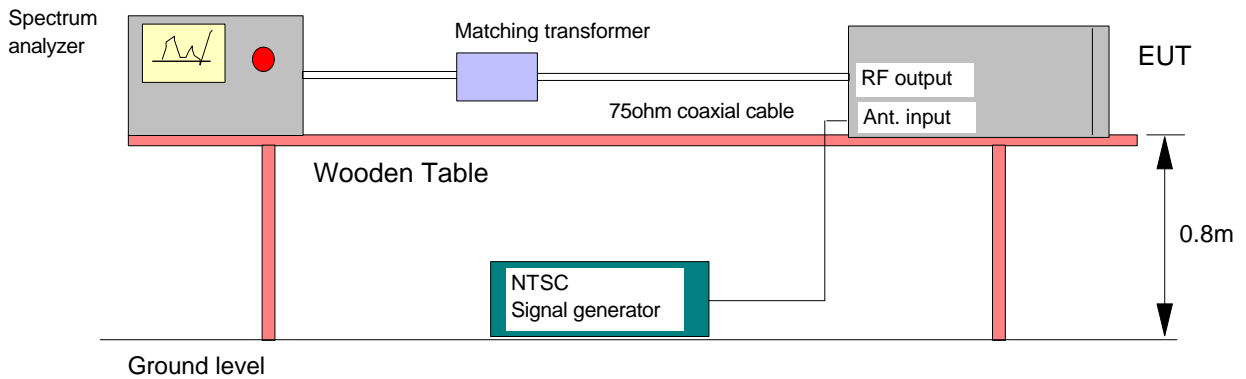 Spectrum
analyzer
Matching transformer
EUT
RF output
75ohm coaxial cable
Ant. input
Wooden Table
0.8m
NTSC
Signal generator
Ground level